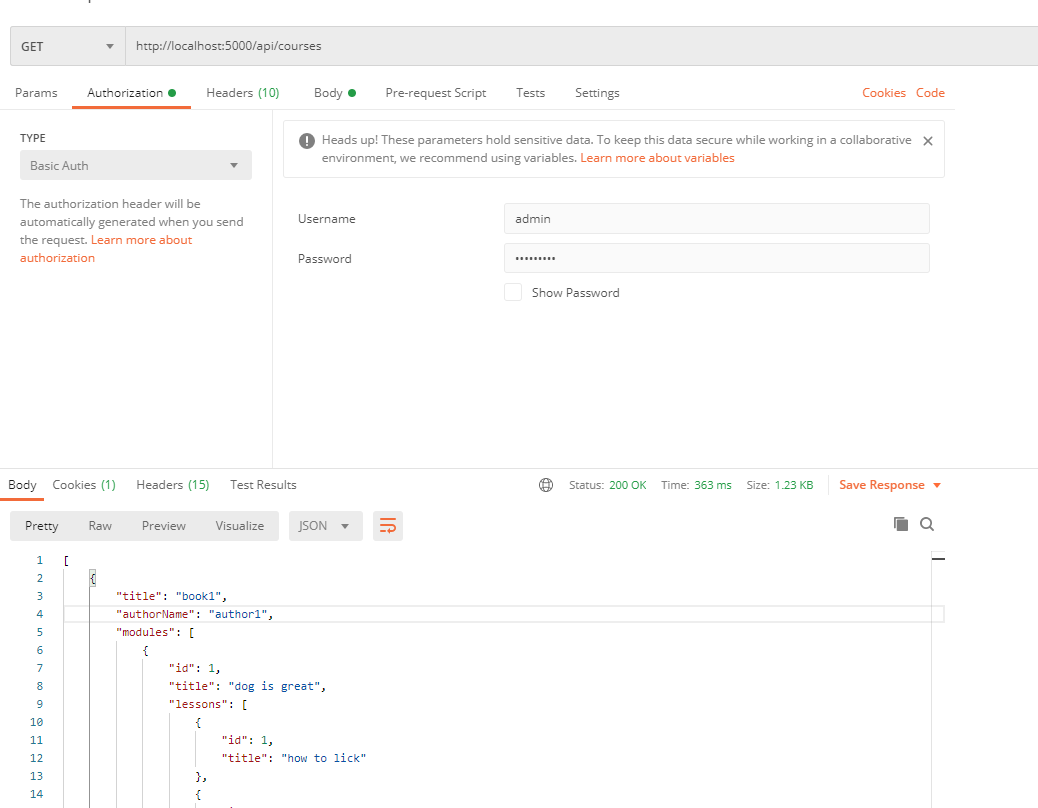 GET http://localhost:5000/api/courses
Params Authorization Headers (10) Body Pre-request Script Tests Settings Cookies Code
TYPE
Basic Auth
The authorization header will be
automatically generated when you send
the request. Learn more about
authorization
Heads up! These parameters hold sensitive data. To keep this data secure while working in a collaborative
environment, we recommend using variables. Learn more about variables
Username admin
Password •••••••••
Show Password
Body Cookies (1) Headers (15) Test Results Status: 200 OK Time: 363 ms Size: 1.23 KB Save Response
Pretty Raw Preview Visualize JSON
1 [
2 {
3 "title": "book1",
4 "authorName": "author1",
5 "modules": [
6 {
7 "id": 1,
8 "title": "dog is great",
9 "lessons": [
10 {
11 "id": 1,
12 "title": "how to lick"
13 },
14 {